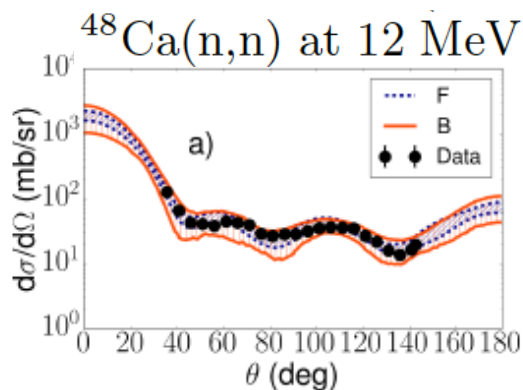 ⁴⁸Ca(n,n) at 12 MeV
10⁴
10³
10²
10¹
10⁰
dσ/dΩ (mb/sr)
a)
F
B
Data
0 20 40 60 80 100 120 140 160 180
θ (deg)